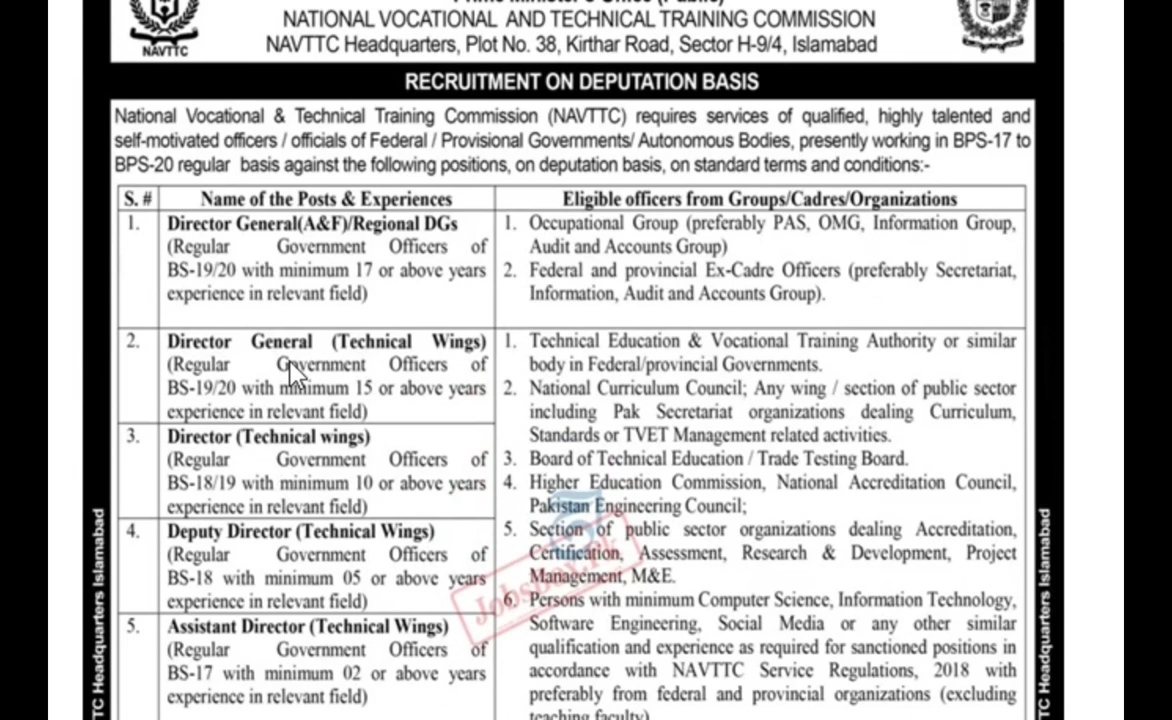 NATIONAL VOCATIONAL AND TECHNICAL TRAINING COMMISSION
NAVTTC
NAVTTC Headquarters, Plot No. 38, Kirthar Road, Sector H-9/4, Islamabad
RECRUITMENT ON DEPUTATION BASIS
National Vocational & Technical Training Commission (NAVTTC) requires services of qualified, highly talented and
self-motivated officers / officials of Federal / Provisional Governments/ Autonomous Bodies, presently working in BPS-17 to
BPS-20 regular basis against the following positions, on deputation basis, on standard terms and conditions:-
S. # Name of the Posts & Experiences Eligible officers from Groups/Cadres/Organizations
1. Director General(A&F)/Regional DGs
(Regular Government Officers of
BS-19/20 with minimum 17 or above years
experience in relevant field)
1. Occupational Group (preferably PAS, OMG, Information Group,
Audit and Accounts Group)
2. Federal and provincial Ex-Cadre Officers (preferably Secretariat,
Information, Audit and Accounts Group).
2. Director General (Technical Wings)
(Regular Government Officers of
BS-19/20 with minimum 15 or above years
experience in relevant field)
3. Director (Technical wings)
(Regular Government Officers of
BS-18/19 with minimum 10 or above years
experience in relevant field)
4. Deputy Director (Technical Wings)
(Regular Government Officers of
BS-18 with minimum 05 or above years
experience in relevant field)
5. Assistant Director (Technical Wings)
(Regular Government Officers of
BS-17 with minimum 02 or above years
experience in relevant field)
1. Technical Education & Vocational Training Authority or similar
body in Federal/provincial Governments.
2. National Curriculum Council; Any wing / section of public sector
including Pak Secretariat organizations dealing Curriculum,
Standards or TVET Management related activities.
3. Board of Technical Education / Trade Testing Board.
4. Higher Education Commission, National Accreditation Council,
Pakistan Engineering Council;
5. Section of public sector organizations dealing Accreditation,
Certification, Assessment, Research & Development, Project
Management, M&E.
6. Persons with minimum Computer Science, Information Technology,
Software Engineering, Social Media or any other similar
qualification and experience as required for sanctioned positions in
accordance with NAVTTC Service Regulations, 2018 with
preferably from federal and provincial organizations (excluding
teaching faculty)
JobsBox.Pk
TC Headquarters Islamabad
TC Headquarters Islamabad